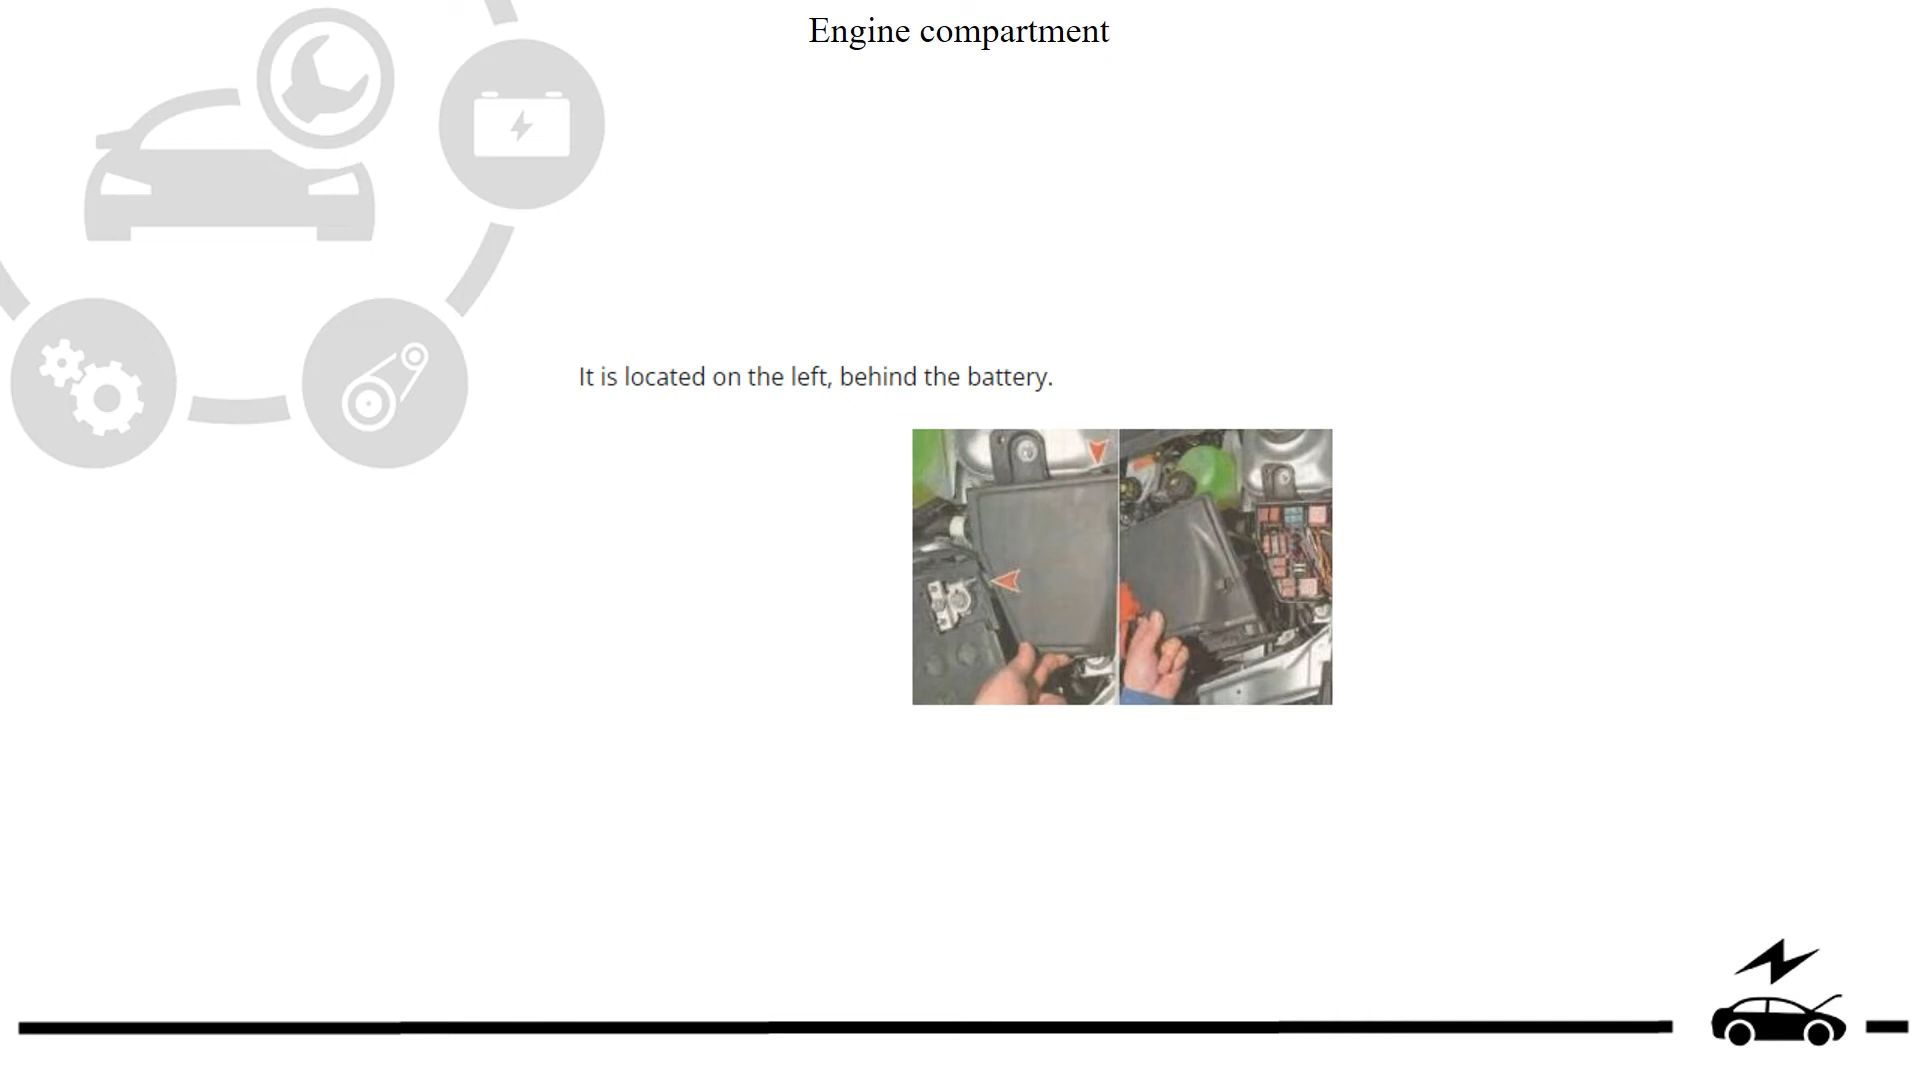 Engine compartment
It is located on the left, behind the battery.